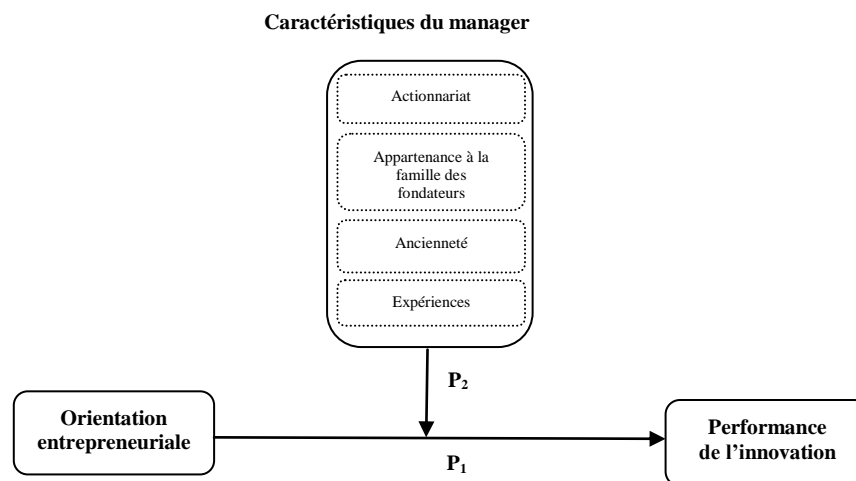 Caractéristiques du manager
Actionnariat
Appartenance à la
famille des
fondateurs
Ancienneté
Expériences
P₂
Orientation
entrepreneuriale
P₁
Performance
de l’innovation